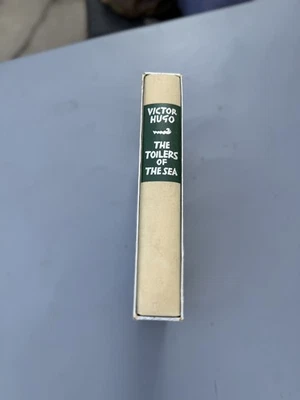 VICTOR
HUGO
THE
TOILERS
OF
THE SEA